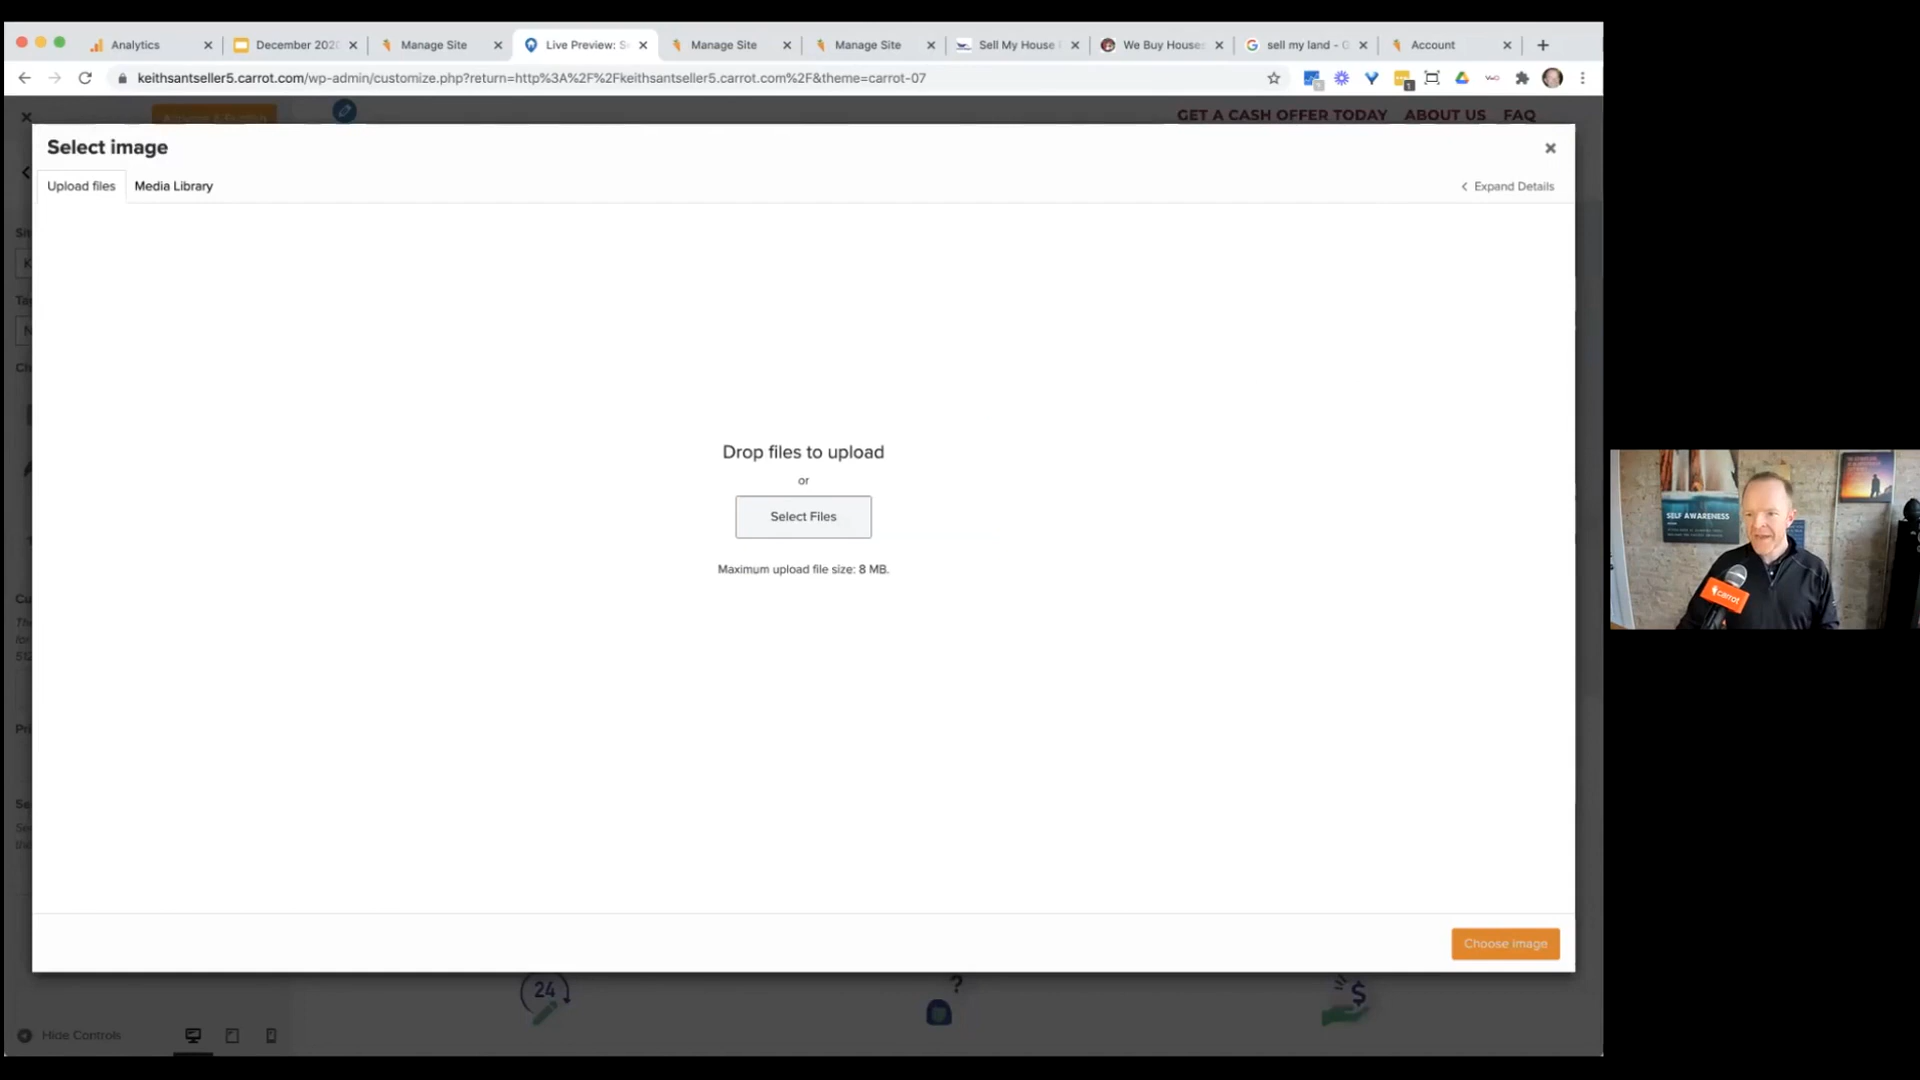 Analytics
December 202
Manage Site
Live Preview: S
Manage Site
Manage Site
Sell My House
We Buy Houses
sell my land - G
Account
keithsantseller5.carrot.com/wp-admin/customize.php?return=http%3A%2F%2Fkeithsantseller5.carrot.com%2F&theme=carrot-07
GET A CASH OFFER TODAY ABOUT US FAQ
Select image
Upload files
Media Library
Expand Details
Drop files to upload
or
Select Files
Maximum upload file size: 8 MB.
Choose image
SELF AWARENESS
carrot
24
?
$
Hide Controls